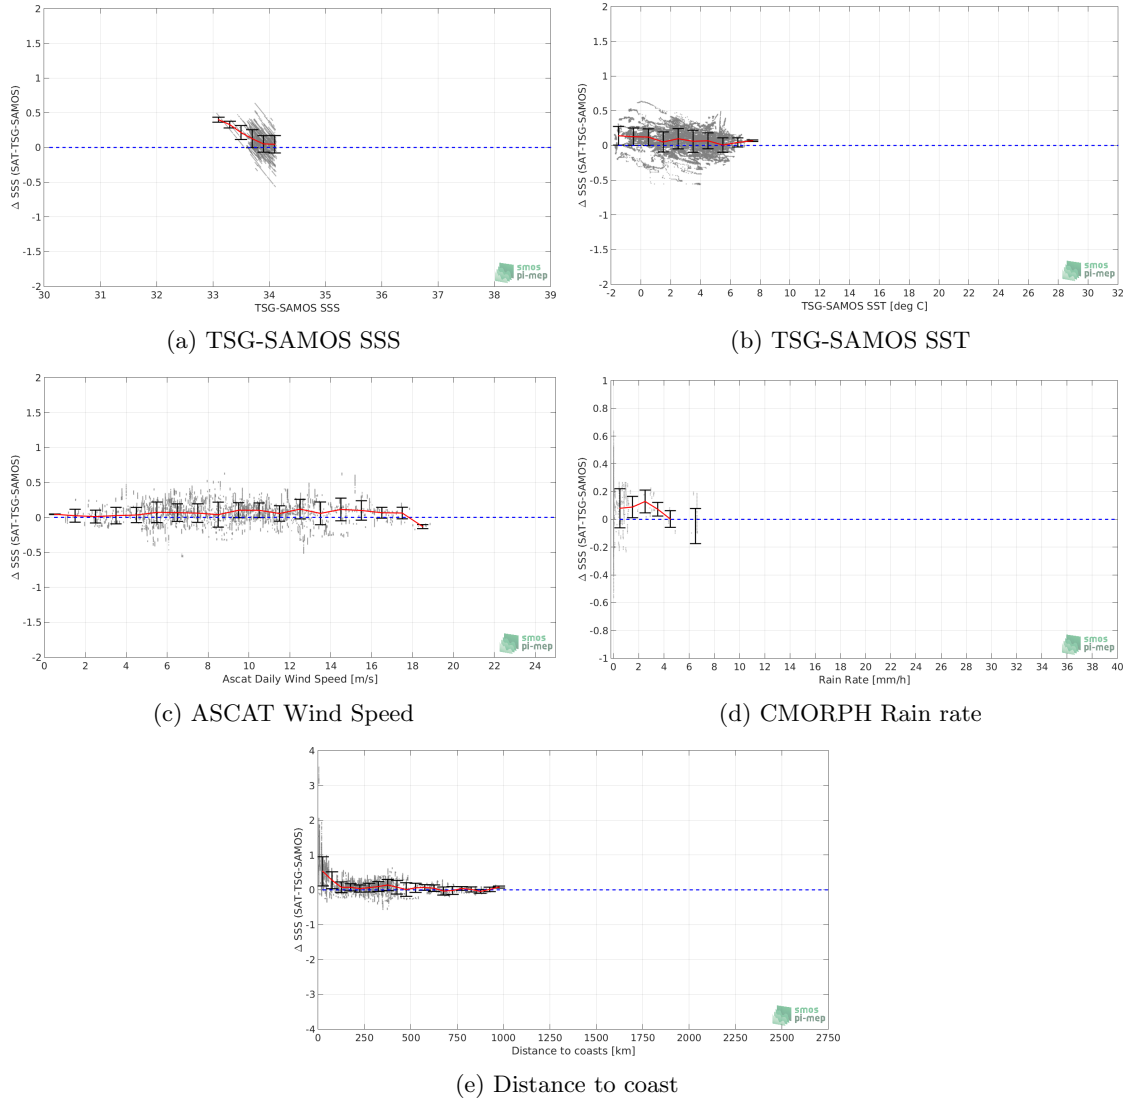 2
1.5
1
0.5
0
-0.5
-1
-1.5
-2
Δ SSS (SAT-TSG-SAMOS)
30 31 32 33 34 35 36 37 38 39
TSG-SAMOS SSS
smos
pi-mep
(a) TSG-SAMOS SSS
2
1.5
1
0.5
0
-0.5
-1
-1.5
-2
Δ SSS (SAT-TSG-SAMOS)
-2 0 2 4 6 8 10 12 14 16 18 20 22 24 26 28 30 32
TSG-SAMOS SST [deg C]
smos
pi-mep
(b) TSG-SAMOS SST
2
1.5
1
0.5
0
-0.5
-1
-1.5
-2
Δ SSS (SAT-TSG-SAMOS)
0 2 4 6 8 10 12 14 16 18 20 22 24
Ascat Daily Wind Speed [m/s]
smos
pi-mep
(c) ASCAT Wind Speed
1
0.8
0.6
0.4
0.2
0
-0.2
-0.4
-0.6
-0.8
-1
Δ SSS (SAT-TSG-SAMOS)
0 2 4 6 8 10 12 14 16 18 20 22 24 26 28 30 32 34 36 38 40
Rain Rate [mm/h]
smos
pi-mep
(d) CMORPH Rain rate
4
3
2
1
0
-1
-2
-3
-4
Δ SSS (SAT-TSG-SAMOS)
0 250 500 750 1000 1250 1500 1750 2000 2250 2500 2750
Distance to coasts [km]
smos
pi-mep
(e) Distance to coast